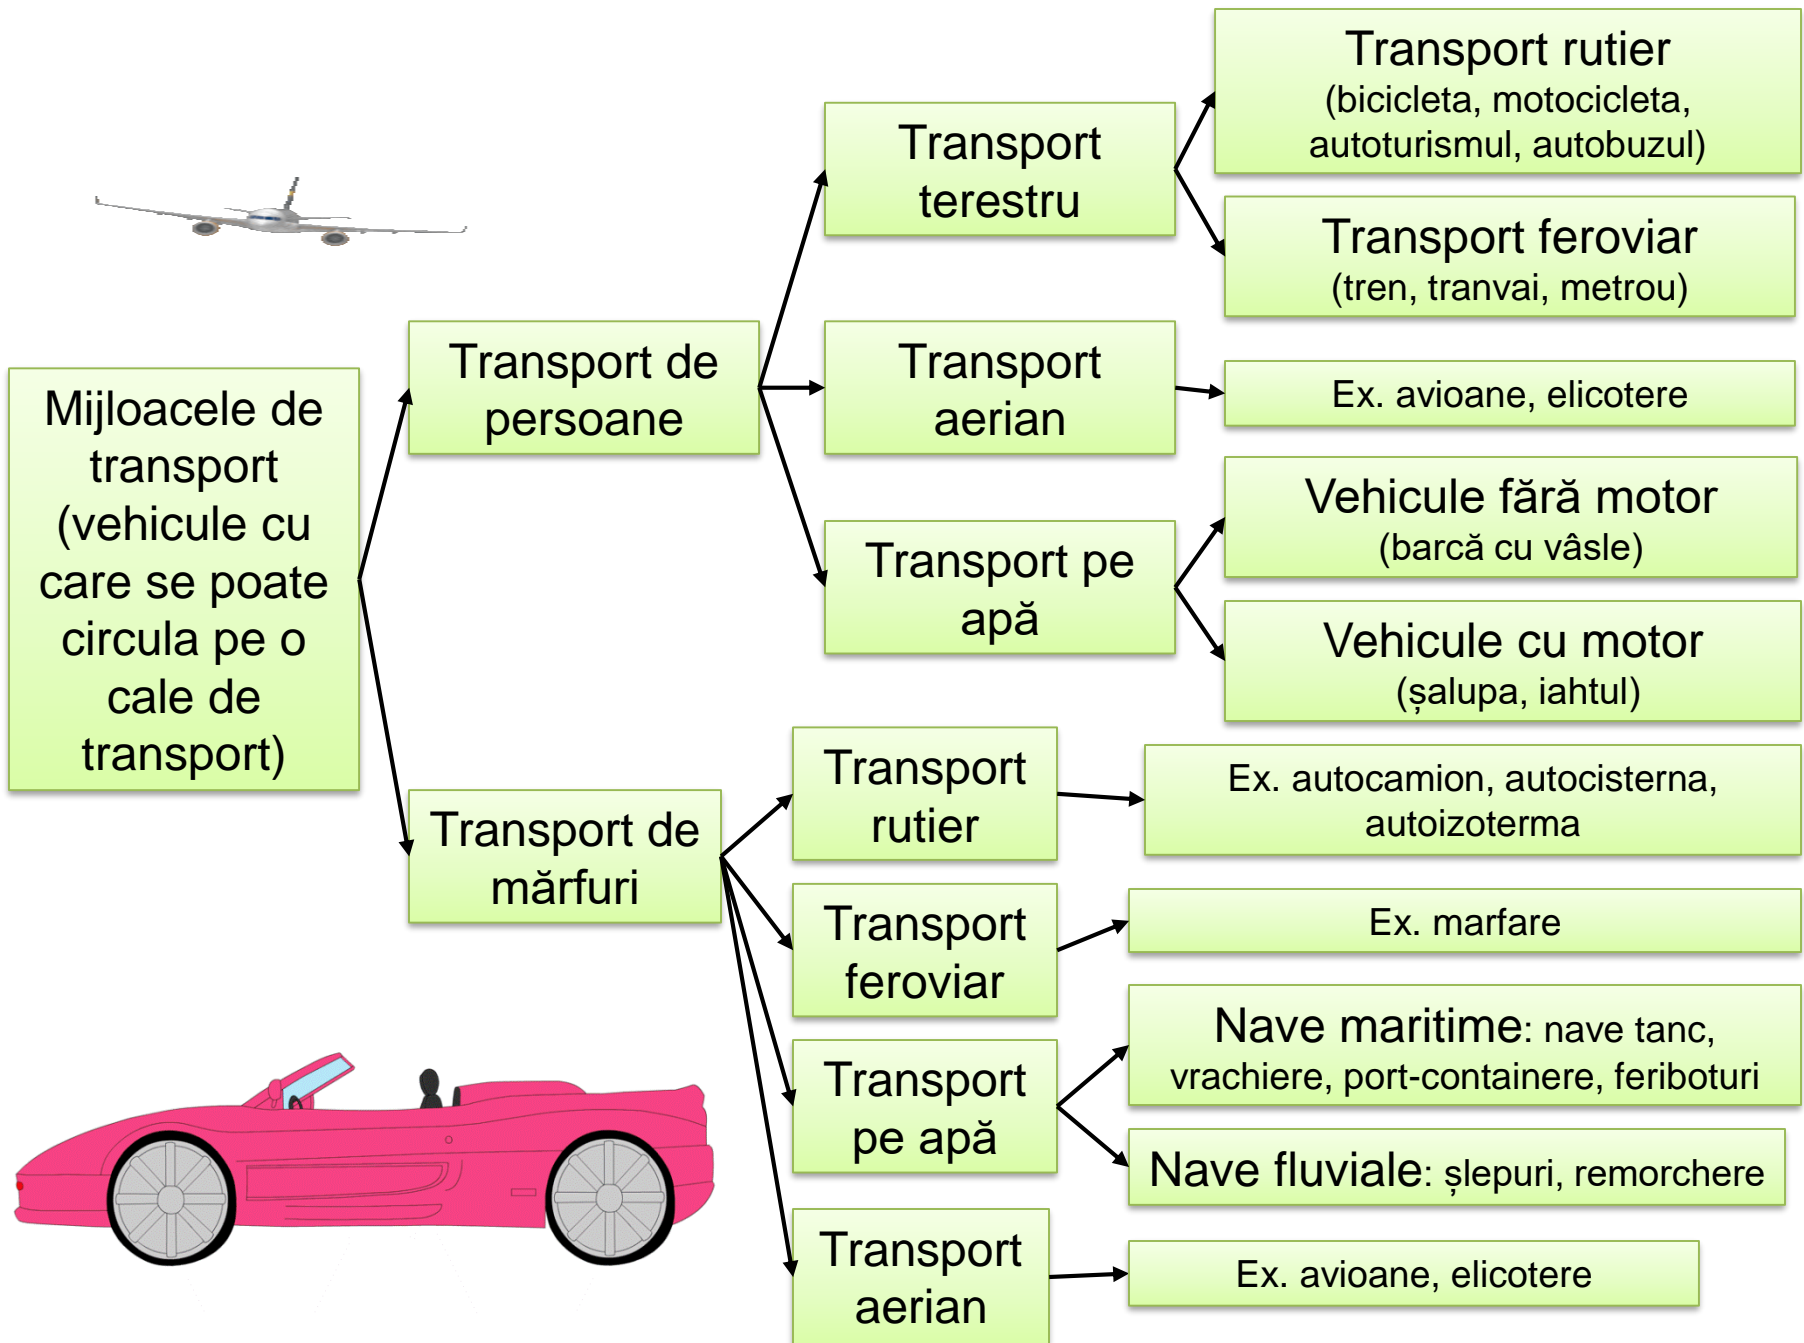 Mijloacele de
transport
(vehicule cu
care se poate
circula pe o
cale de
transport)
Transport de
persoane
Transport
terestru
Transport rutier
(bicicleta, motocicleta,
autoturismul, autobuzul)
Transport feroviar
(tren, tranvai, metrou)
Transport
aerian
Ex. avioane, elicotere
Transport pe
apă
Vehicule fără motor
(barcă cu vâsle)
Vehicule cu motor
(șalupa, iahtul)
Transport de
mărfuri
Transport
rutier
Ex. autocamion, autocisterna,
autoizoterma
Transport
feroviar
Ex. marfare
Transport
pe apă
Nave maritime: nave tanc,
vrachiere, port-containere, feriboturi
Nave fluviale: șlepuri, remorchere
Transport
aerian
Ex. avioane, elicotere